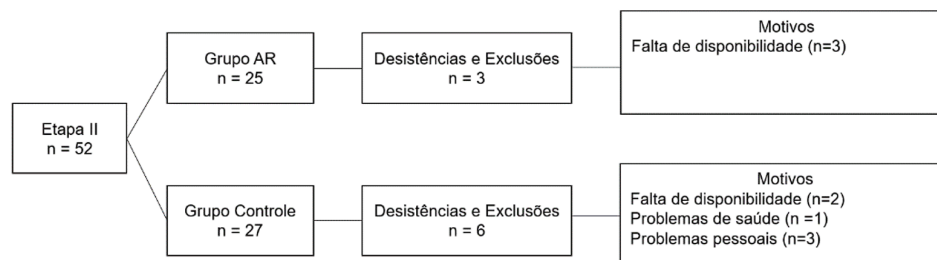 Etapa II
n = 52
Grupo AR
n = 25
Desistências e Exclusões
n = 3
Motivos
Falta de disponibilidade (n=3)
Grupo Controle
n = 27
Desistências e Exclusões
n = 6
Motivos
Falta de disponibilidade (n=2)
Problemas de saúde (n =1)
Problemas pessoais (n=3)